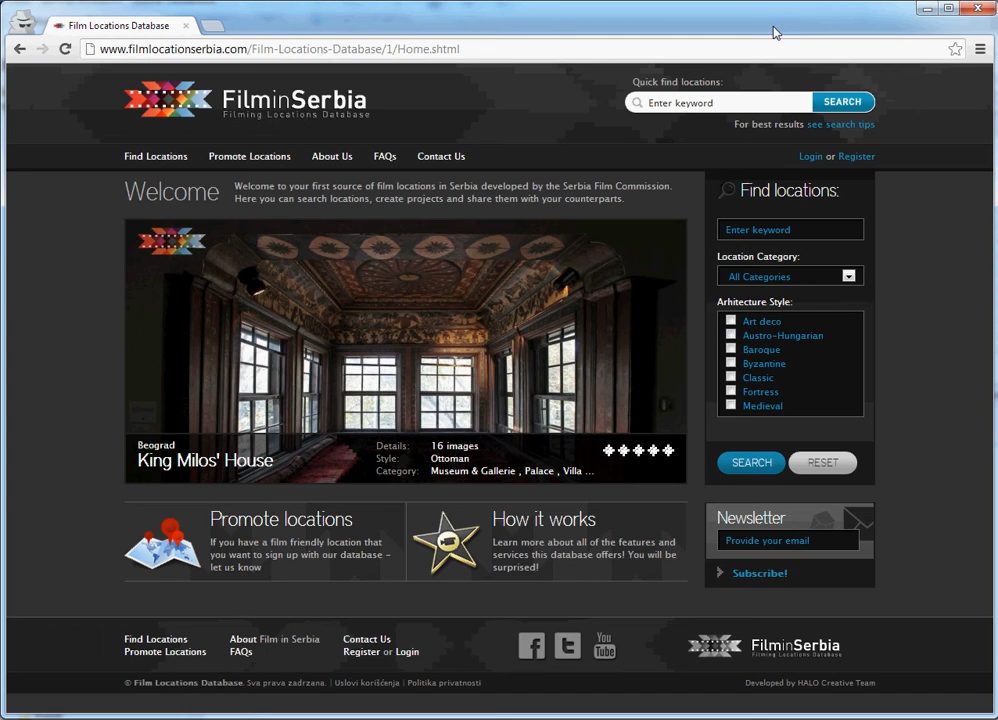 Film Locations Database
www.filmlocationserbia.com/Film-Locations-Database/1/Home.shtml
FilminSerbia
Filming Locations Database
Quick find locations:
Enter keyword
SEARCH
For best results see search tips
Find Locations Promote Locations About Us FAQs Contact Us
Login or Register
Welcome
Welcome to your first source of film locations in Serbia developed by the Serbia Film Commission.
Here you can search locations, create projects and share them with your counterparts.
Beograd
King Milos' House
Details: 16 images
Style: Ottoman
Category: Museum & Gallerie , Palace , Villa ...
Find locations:
Enter keyword
Location Category:
All Categories
Arhitecture Style:
Art deco
Austro-Hungarian
Baroque
Byzantine
Classic
Fortress
Medieval
SEARCH RESET
Promote locations
If you have a film friendly location that
you want to sign up with our database –
let us know
How it works
Learn more about all of the features and
services this database offers! You will be
surprised!
Newsletter
Provide your email
Subscribe!
Find Locations About Film in Serbia Contact Us
Promote Locations FAQs Register or Login
You
Tube
FilminSerbia
Filming Locations Database
© Film Locations Database. Sva prava zadrzana. | Uslovi korišćenja | Politika privatnosti
Developed by HALO Creative Team